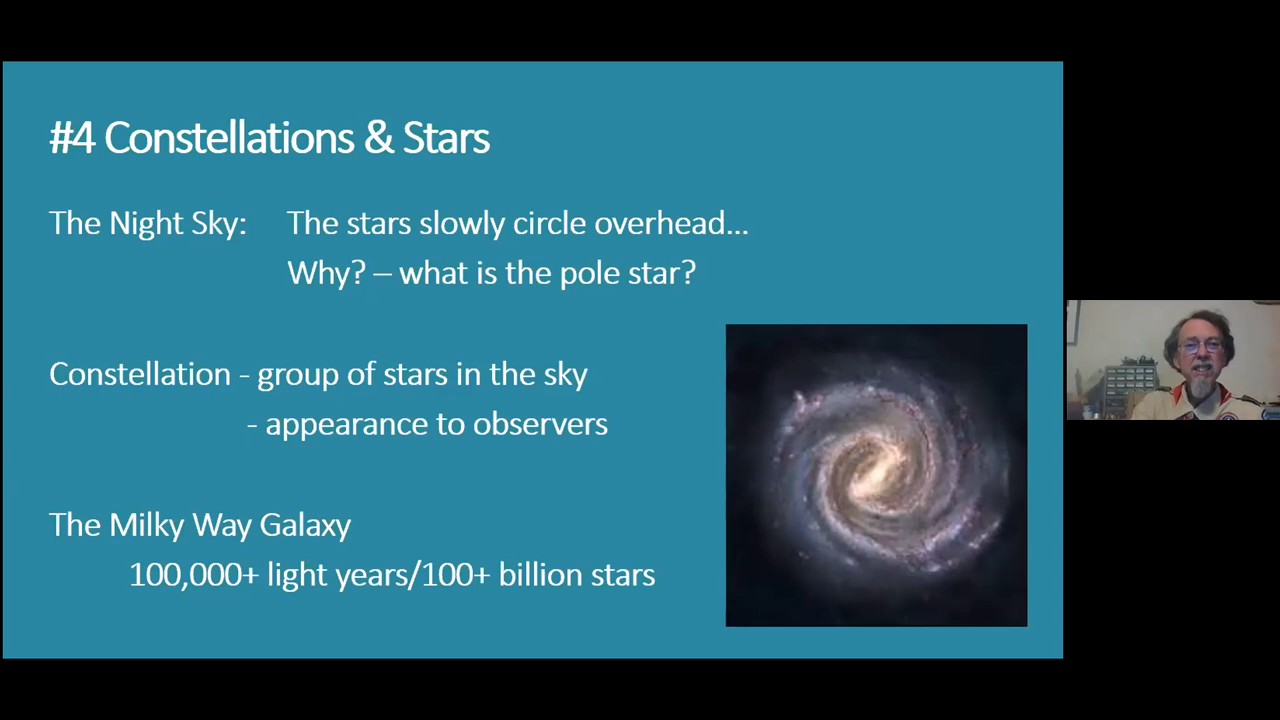 #4 Constellations & Stars
The Night Sky: The stars slowly circle overhead...
Why? – what is the pole star?
Constellation - group of stars in the sky
- appearance to observers
The Milky Way Galaxy
100,000+ light years/100+ billion stars